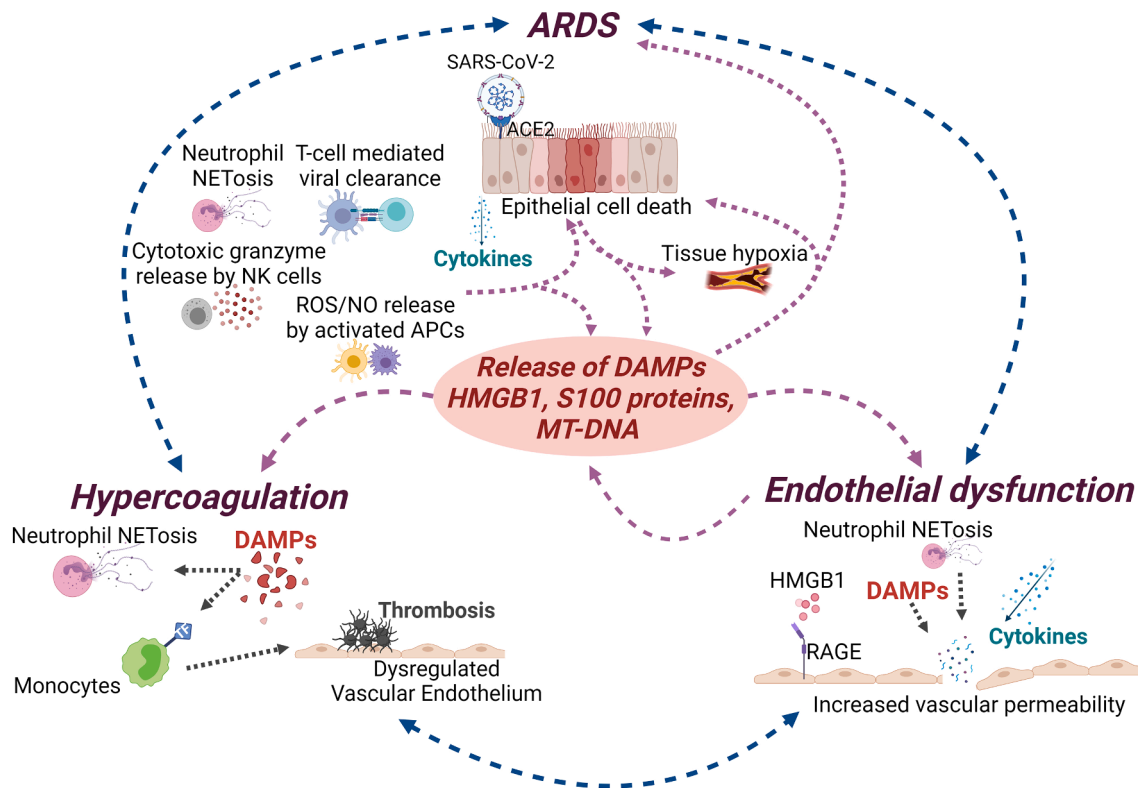 ARDS
SARS-CoV-2
ACE2
Neutrophil
NETosis
T-cell mediated
viral clearance
Epithelial cell death
Cytotoxic granzyme
release by NK cells
Cytokines
Tissue hypoxia
ROS/NO release
by activated APCs
Release of DAMPs
HMGB1, S100 proteins,
MT-DNA
Hypercoagulation
Neutrophil NETosis
DAMPs
TF
Monocytes
Thrombosis
Dysregulated
Vascular Endothelium
Endothelial dysfunction
Neutrophil NETosis
HMGB1
DAMPs
Cytokines
RAGE
Increased vascular permeability